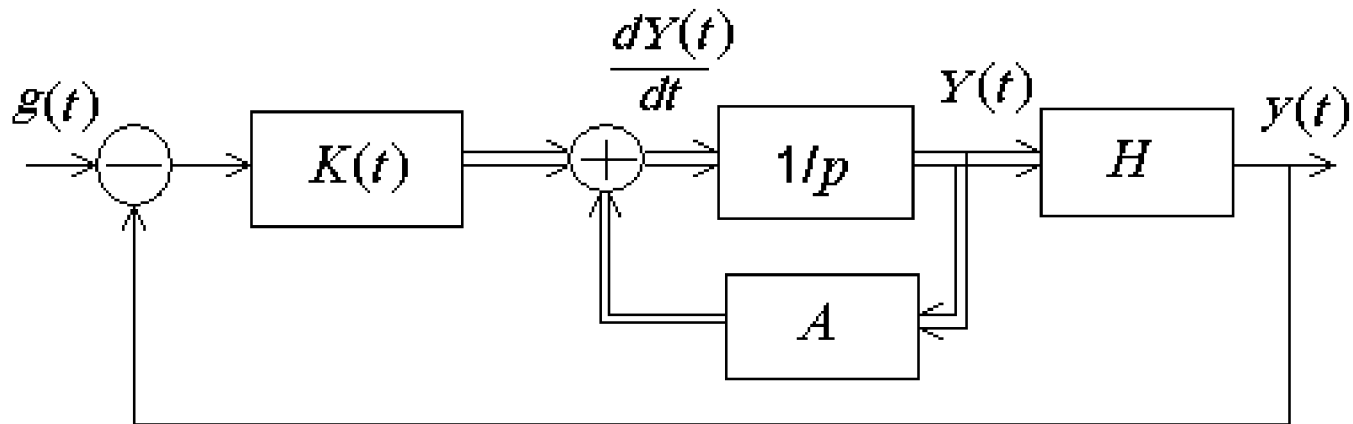 g(t)
K(t)
dY(t)
dt
+
1/p
Y(t)
H
y(t)
A